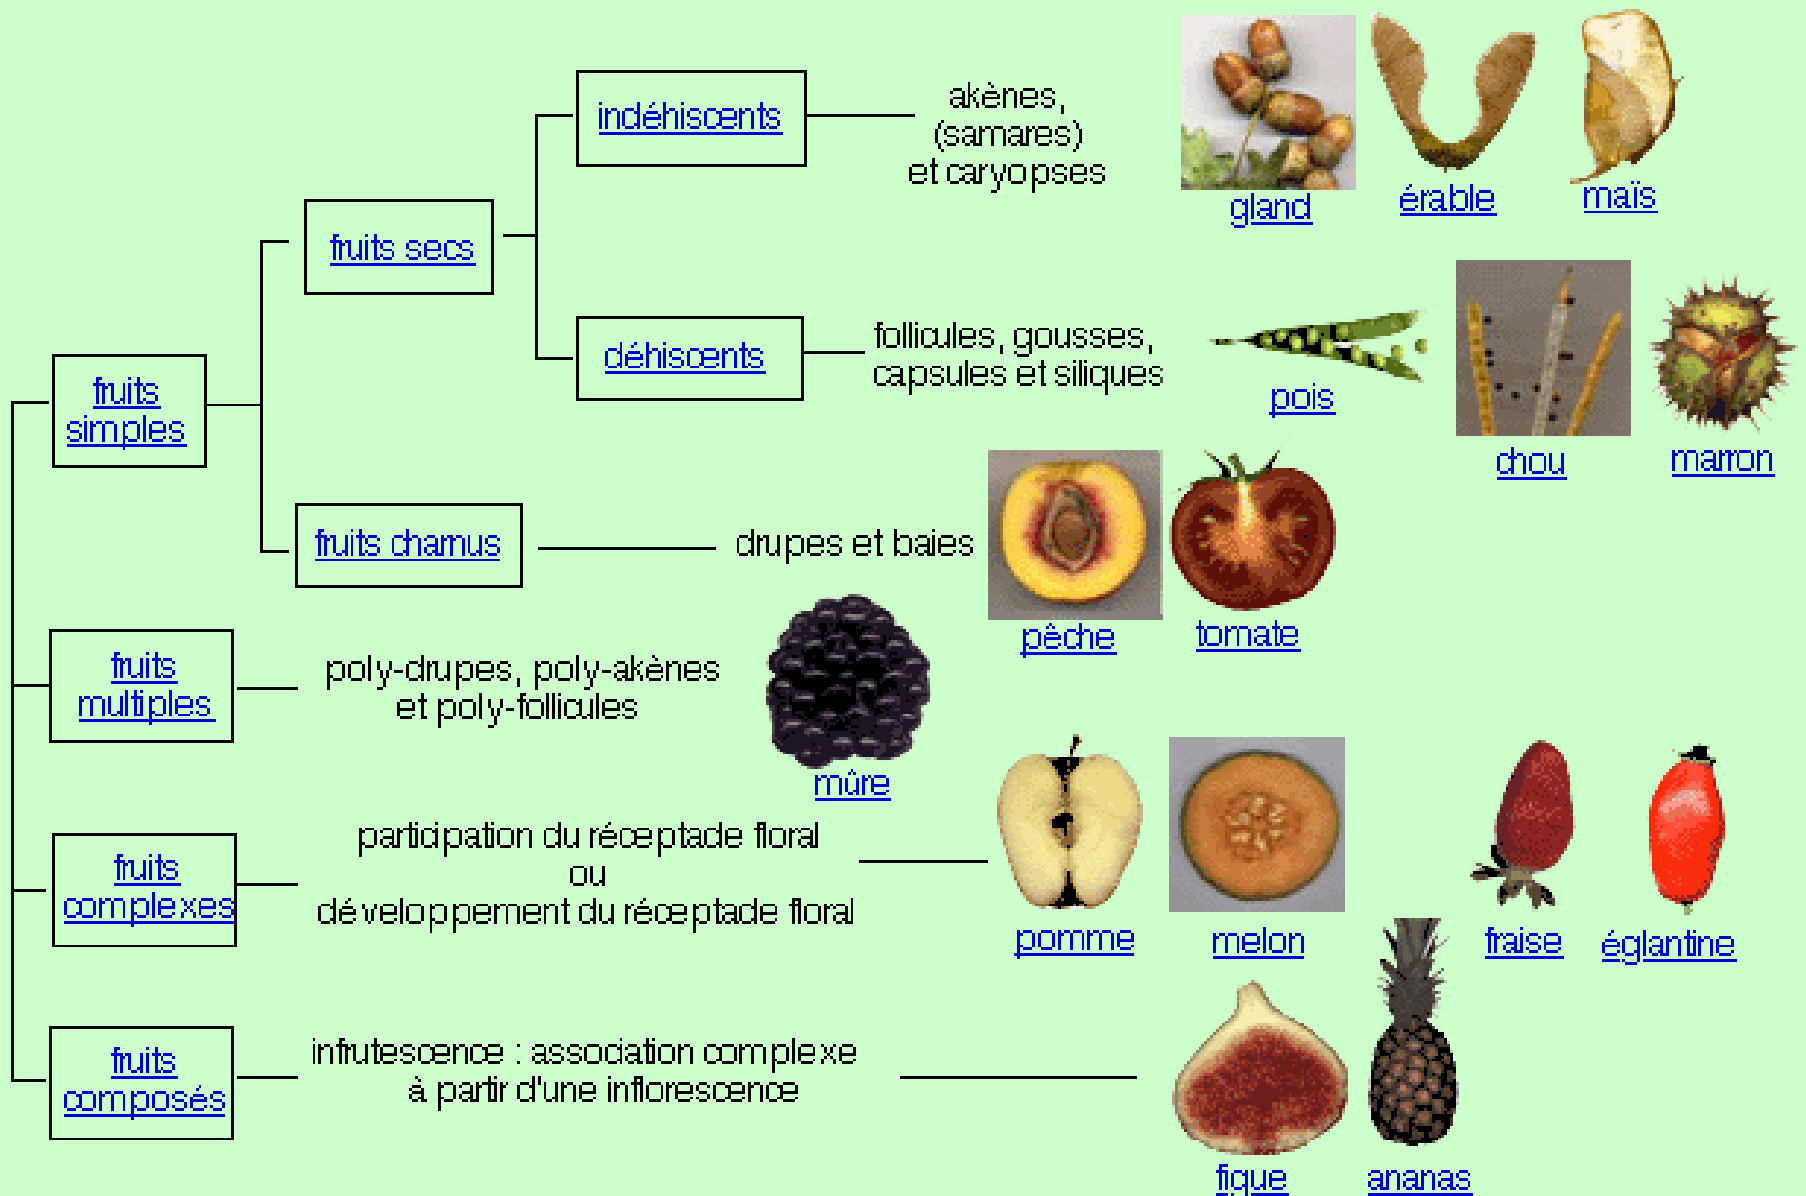 indéhiscents
akènes,
(samares)
et caryopses
gland
érable
maïs
fruits secs
déhiscents
follicules, gousses,
capsules et siliques
pois
chou
marron
fruits
simples
fruits charnus
drupes et baies
pêche
tomate
fruits
multiples
poly-drupes, poly-akènes
et poly-follicules
mûre
fruits
complexes
participation du réceptacle floral
ou
développement du réceptacle floral
pomme
melon
fraise
églantine
fruits
composés
infrutescence : association complexe
à partir d'une inflorescence
figue
ananas